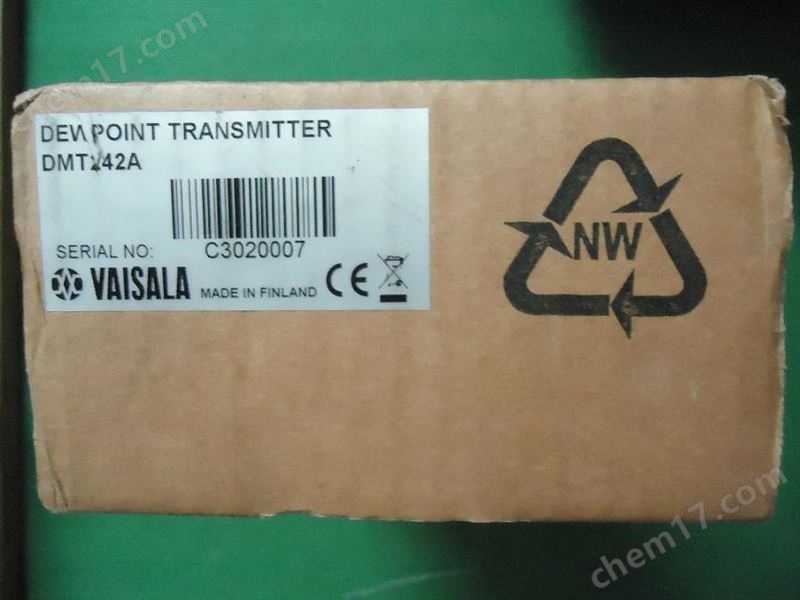 chem17.com
DEWPOINT TRANSMITTER
DMT242A
SERIAL NO: C3020007
VAISALA MADE IN FINLAND CE
NW
chem17.com